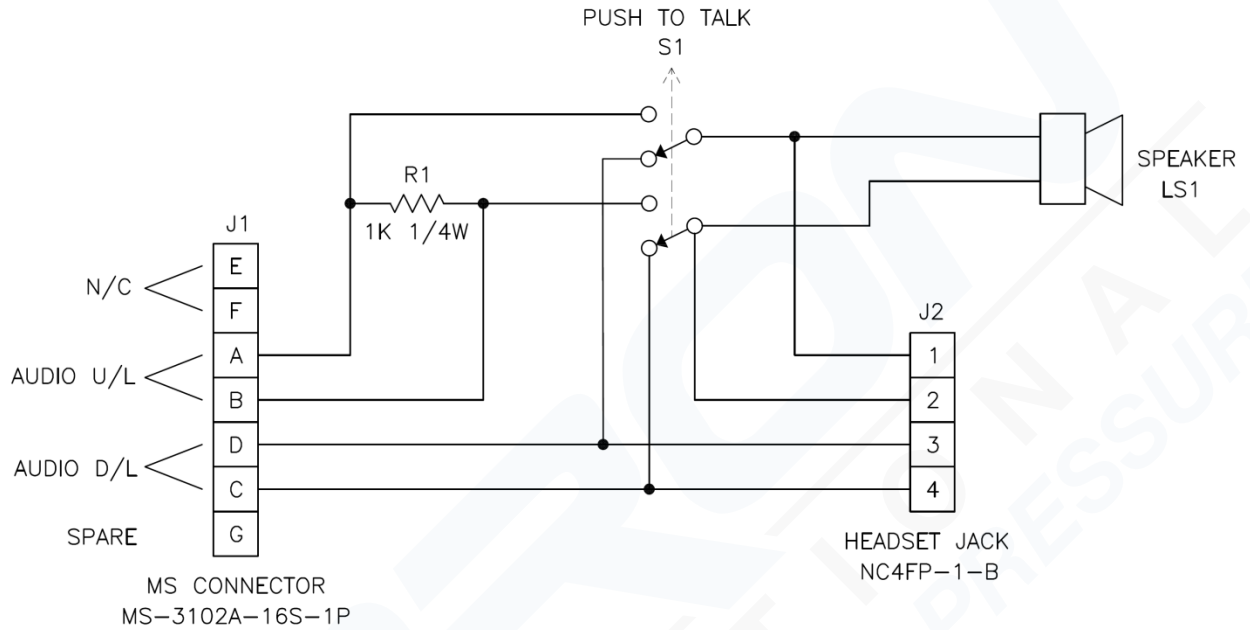 PUSH TO TALK
S1
SPEAKER
LS1
R1
1K 1/4W
J1
E
F
A
B
D
C
G
N/C
AUDIO U/L
AUDIO D/L
SPARE
MS CONNECTOR
MS-3102A-16S-1P
J2
1
2
3
4
HEADSET JACK
NC4FP-1-B